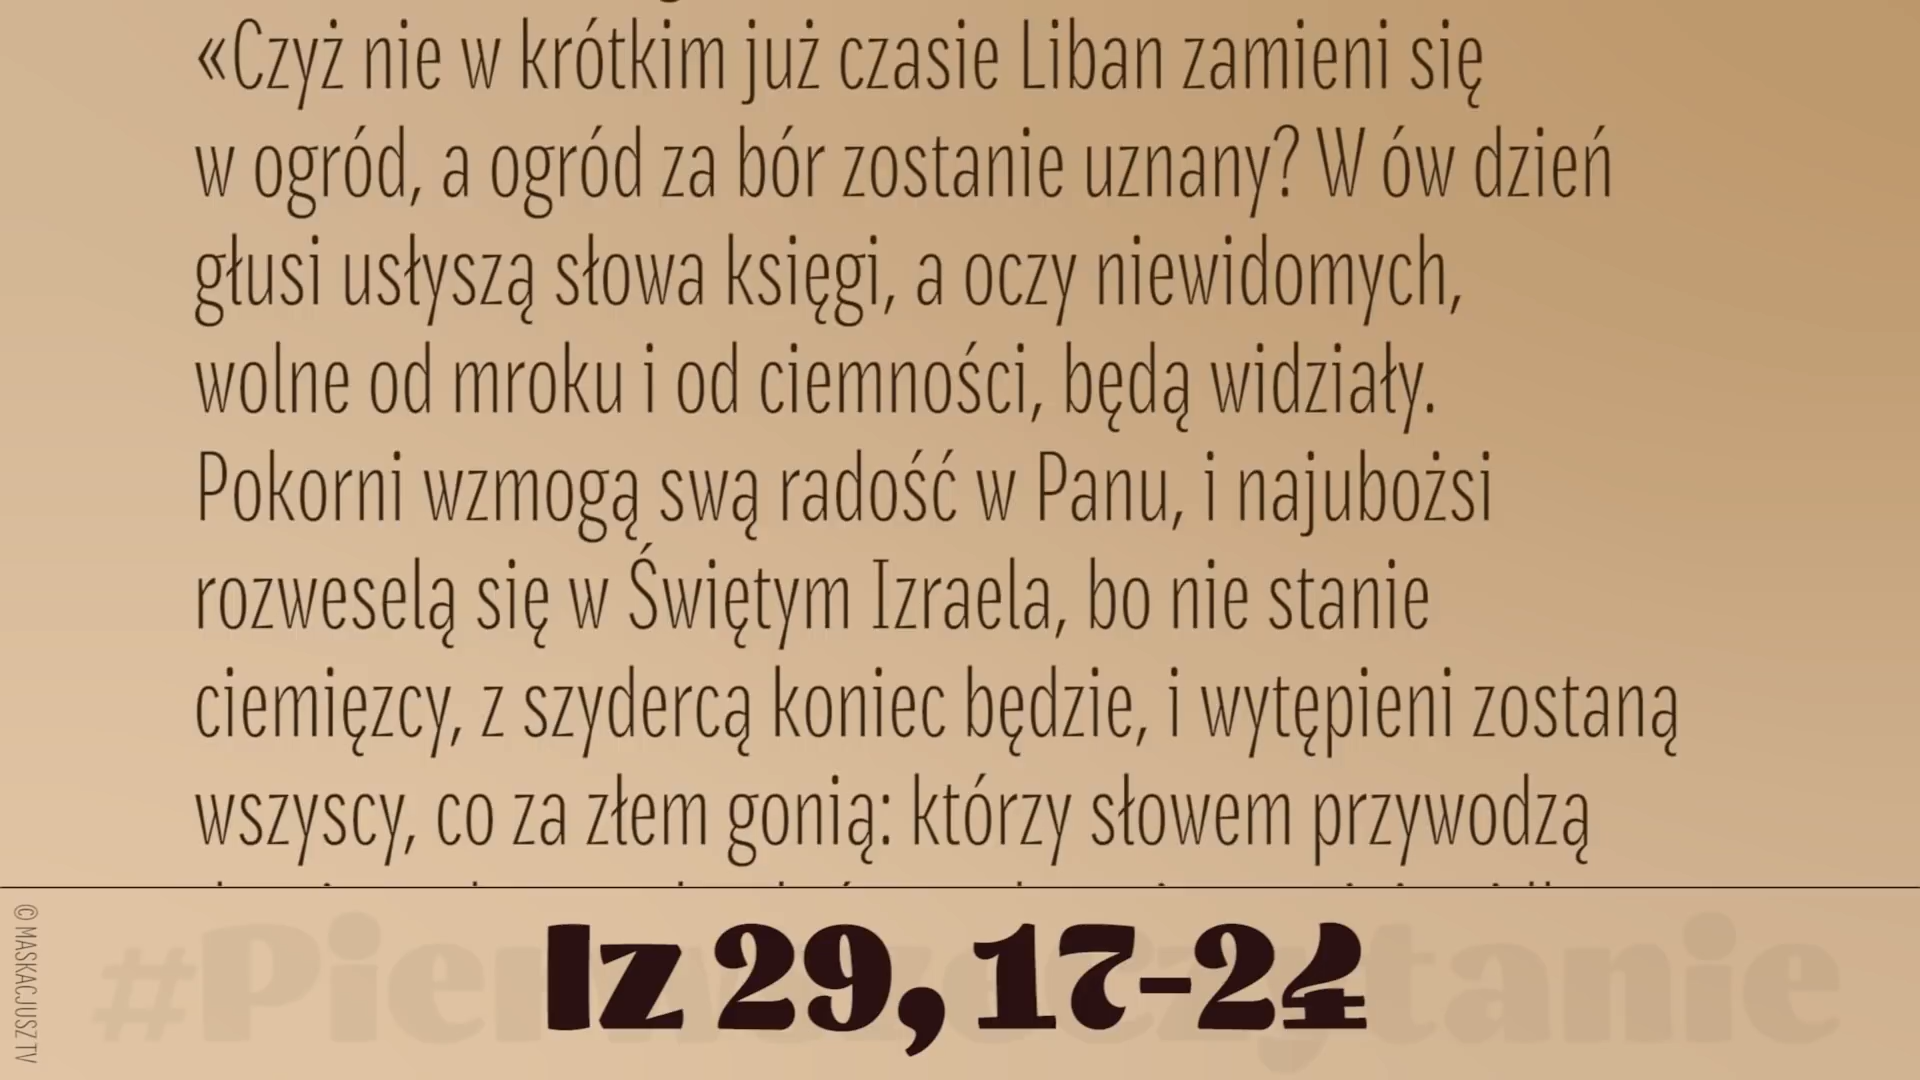 «Czyż nie w krótkim już czasie Liban zamieni się
w ogród, a ogród za bór zostanie uznany? W ów dzień
głusi usłyszą słowa księgi, a oczy niewidomych,
wolne od mroku i od ciemności, będą widziały.
Pokorni wzmogą swą radość w Panu, i najubożsi
rozweselą się w Świętym Izraela, bo nie stanie
ciemięzcy, z szydercą koniec będzie, i wytępieni zostaną
wszyscy, co za złem gonią: którzy słowem przywodzą
#PierwszeCzytanie
Iz 29, 17-24
© MASKACJUSZ TV